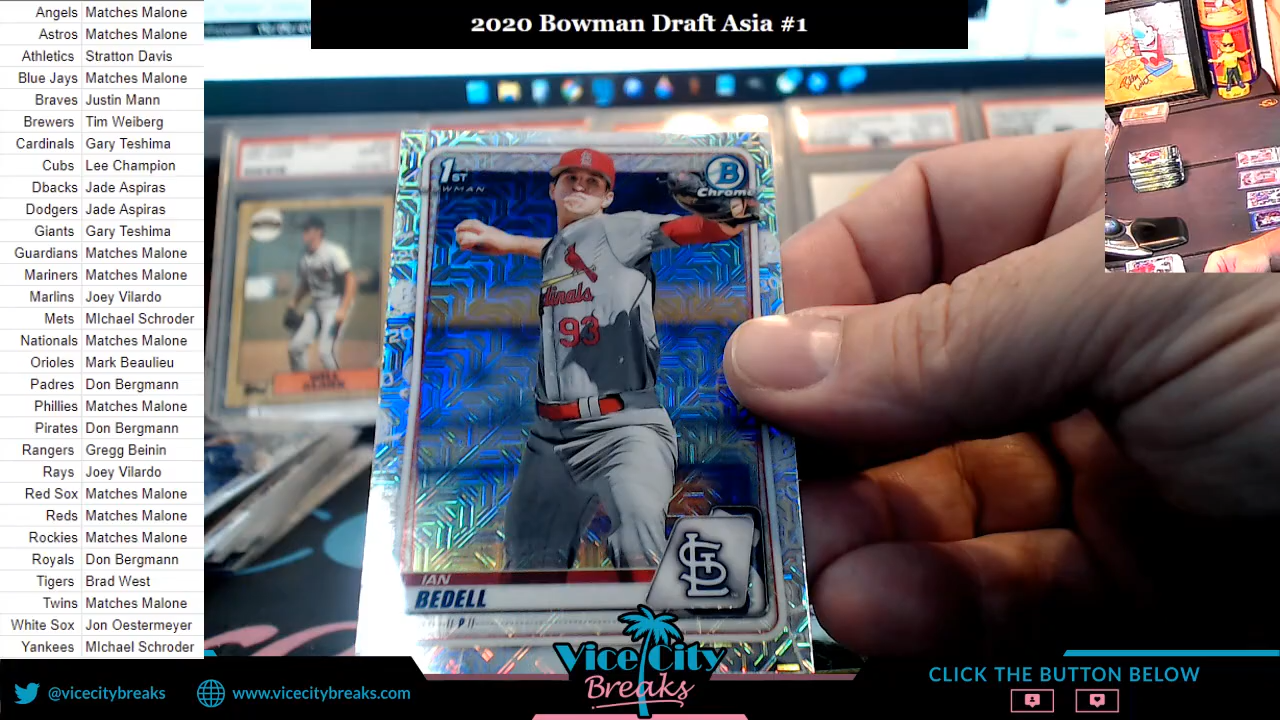 2020 Bowman Draft Asia #1
Angels Matches Malone
Astros Matches Malone
Athletics Stratton Davis
Blue Jays Matches Malone
Braves Justin Mann
Brewers Tim Weiberg
Cardinals Gary Teshima
Cubs Lee Champion
Dbacks Jade Aspiras
Dodgers Jade Aspiras
Giants Gary Teshima
Guardians Matches Malone
Mariners Matches Malone
Marlins Joey Vilardo
Mets MIchael Schroder
Nationals Matches Malone
Orioles Mark Beaulieu
Padres Don Bergmann
Phillies Matches Malone
Pirates Don Bergmann
Rangers Gregg Beinin
Rays Joey Vilardo
Red Sox Matches Malone
Reds Matches Malone
Rockies Matches Malone
Royals Don Bergmann
Tigers Brad West
Twins Matches Malone
White Sox Jon Oestermeyer
Yankees MIchael Schroder
1ST
B
Chrome
93
STL
IAN
BEDELL
P
Vice City
Breaks
@vicecitybreaks
www.vicecitybreaks.com
CLICK THE BUTTON BELOW